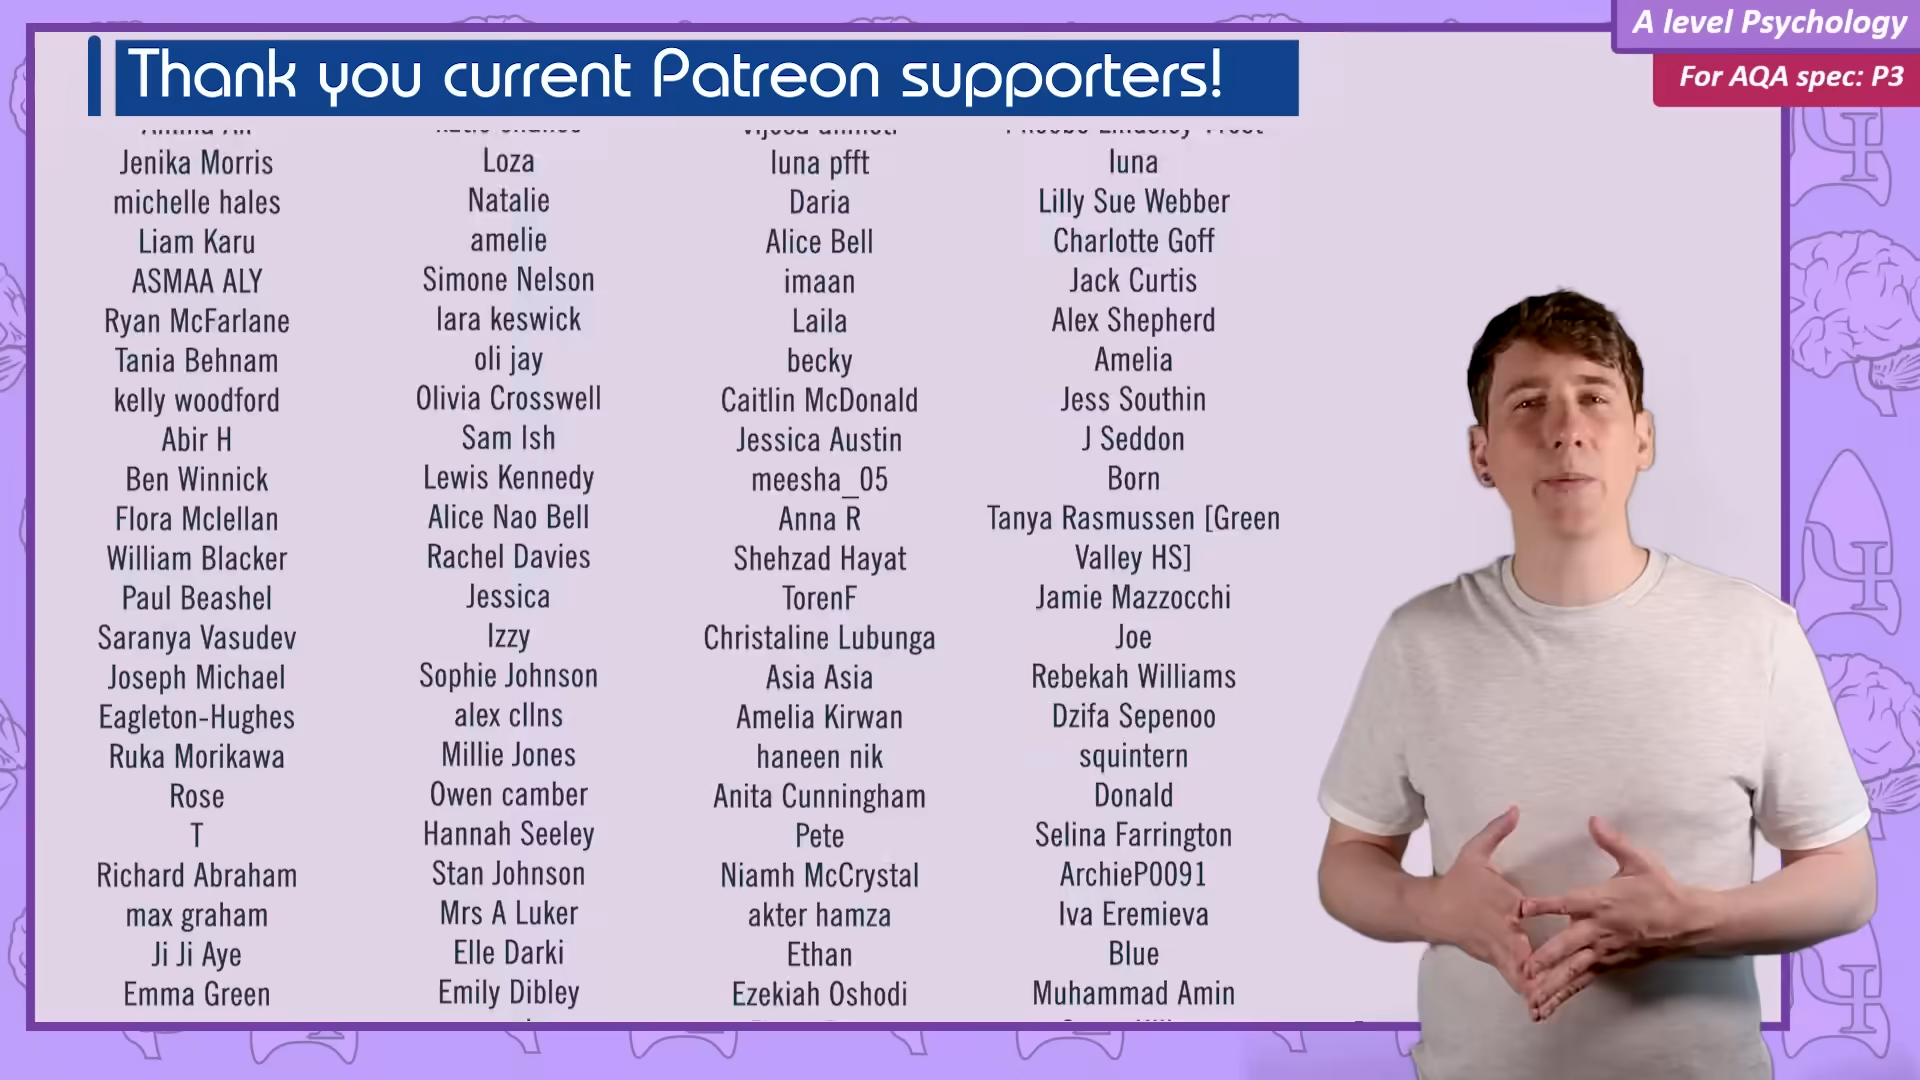 A level Psychology
For AQA spec: P3
Thank you current Patreon supporters!
Jenika Morris
michelle hales
Liam Karu
ASMAA ALY
Ryan McFarlane
Tania Behnam
kelly woodford
Abir H
Ben Winnick
Flora Mclellan
William Blacker
Paul Beashel
Saranya Vasudev
Joseph Michael
Eagleton-Hughes
Ruka Morikawa
Rose
T
Richard Abraham
max graham
Ji Ji Aye
Emma Green
Loza
Natalie
amelie
Simone Nelson
lara keswick
oli jay
Olivia Crosswell
Sam Ish
Lewis Kennedy
Alice Nao Bell
Rachel Davies
Jessica
Izzy
Sophie Johnson
alex cllns
Millie Jones
Owen camber
Hannah Seeley
Stan Johnson
Mrs A Luker
Elle Darki
Emily Dibley
luna pfft
Daria
Alice Bell
imaan
Laila
becky
Caitlin McDonald
Jessica Austin
meesha_05
Anna R
Shehzad Hayat
TorenF
Christaline Lubunga
Asia Asia
Amelia Kirwan
haneen nik
Anita Cunningham
Pete
Niamh McCrystal
akter hamza
Ethan
Ezekiah Oshodi
luna
Lilly Sue Webber
Charlotte Goff
Jack Curtis
Alex Shepherd
Amelia
Jess Southin
J Seddon
Born
Tanya Rasmussen [Green
Valley HS]
Jamie Mazzocchi
Joe
Rebekah Williams
Dzifa Sepenoo
squintern
Donald
Selina Farrington
ArchieP0091
Iva Eremieva
Blue
Muhammad Amin